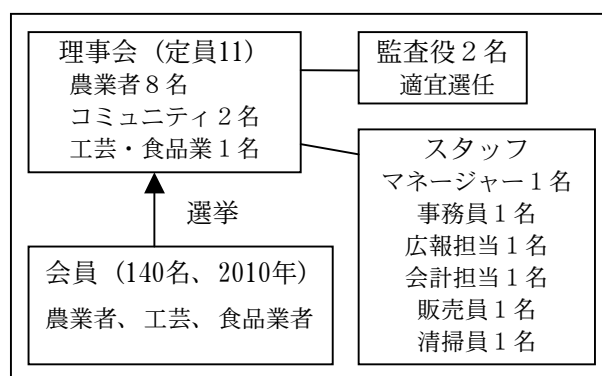 理事会（定員11）
農業者８名
コミュニティ２名
工芸・食品業１名
監査役２名
適宜選任
スタッフ
マネージャー１名
事務員１名
広報担当１名
会計担当１名
販売員１名
清掃員１名
選挙
会員（140名、2010年）
農業者、工芸、食品業者